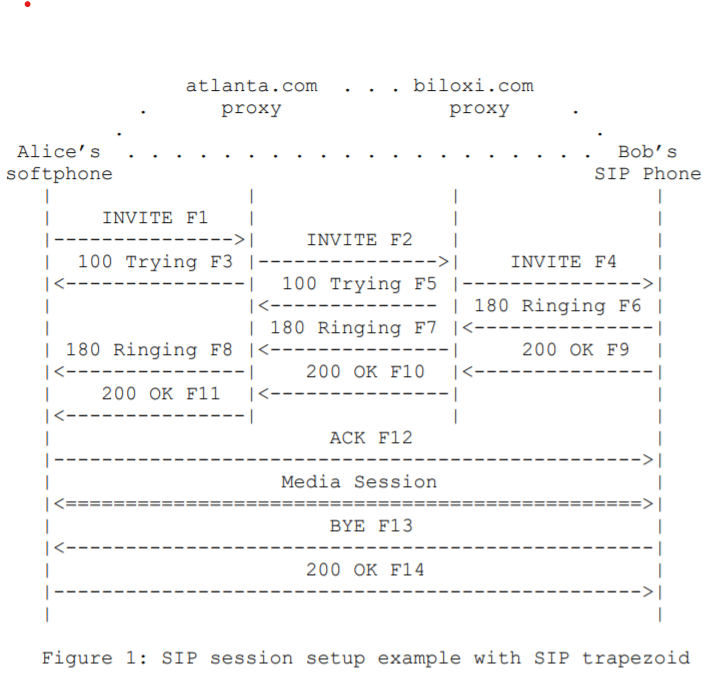 atlanta.com . . . biloxi.com
. proxy proxy .
. .
Alice's . . . . . . . . . . . . . . . . . . . . Bob's
softphone SIP Phone
| | | |
| INVITE F1 | | |
|--------------->| INVITE F2 | |
| 100 Trying F3 |--------------->| INVITE F4 |
|<---------------| 100 Trying F5 |--------------->|
| |<-------------- | 180 Ringing F6 |
| | 180 Ringing F7 |<---------------|
| 180 Ringing F8 |<---------------| 200 OK F9 |
|<---------------| 200 OK F10 |<---------------|
| 200 OK F11 |<---------------| |
|<---------------| | |
| ACK F12 |
|------------------------------------------------->|
| Media Session |
|<================================================>|
| BYE F13 |
|<-------------------------------------------------|
| 200 OK F14 |
|------------------------------------------------->|
| |
Figure 1: SIP session setup example with SIP trapezoid